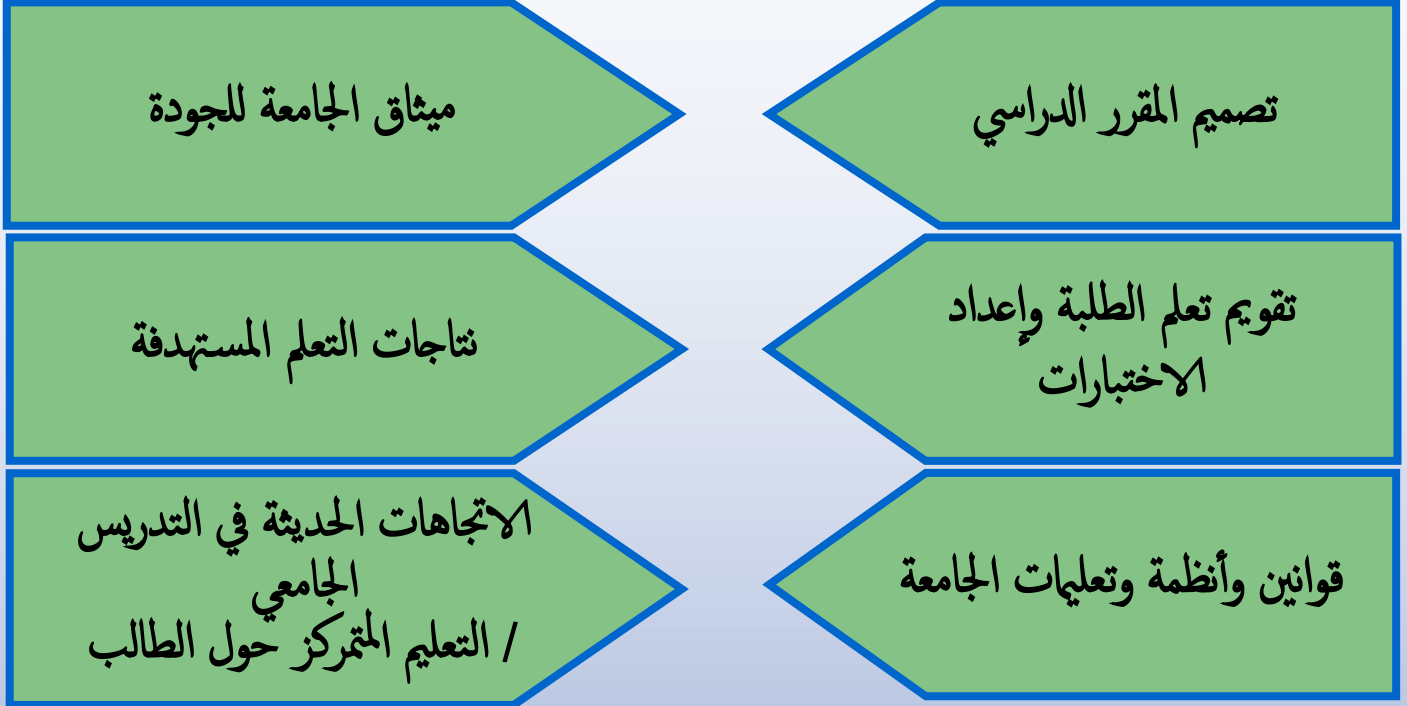 تصميم المقرر الدراسي
ميثاق الجامعة للجودة
تقويم تعلم الطلبة وإعداد
الاختبارات
نتاجات التعلم المستهدفة
قوانين وأنظمة وتعليمات الجامعة
الاتجاهات الحديثة في التدريس
الجامعي
/ التعليم المتمركز حول الطالب